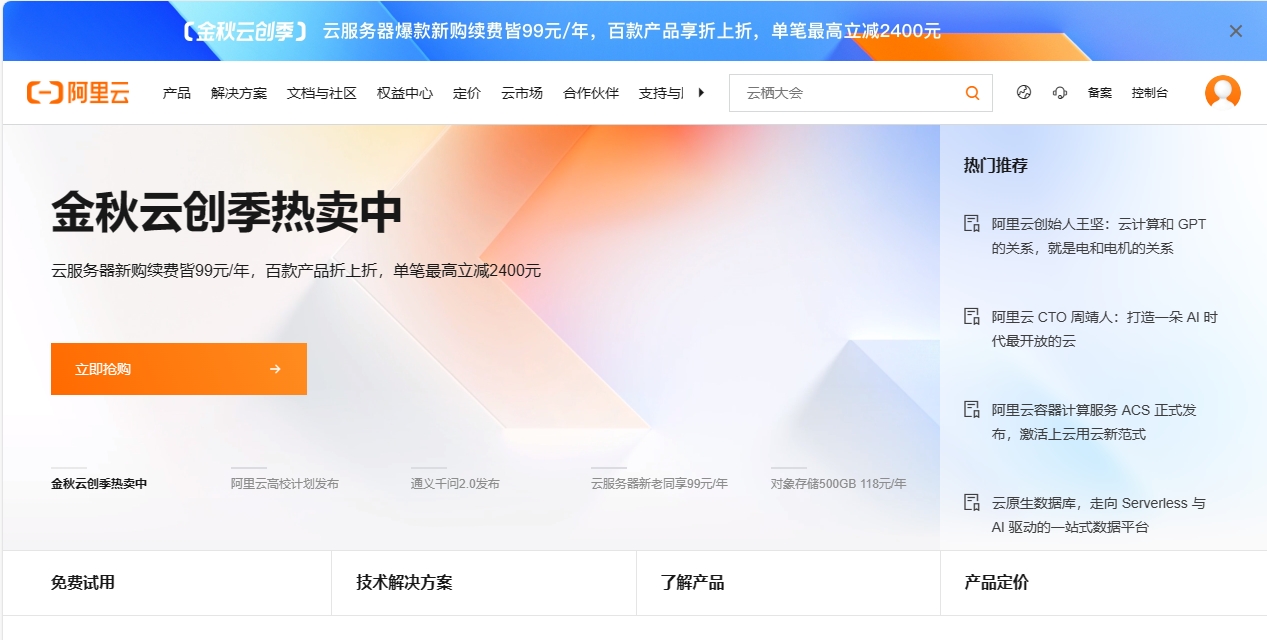 【金秋云创季】 云服务器爆款新购续费皆99元/年，百款产品享折上折，单笔最高立减2400元
阿里云 产品 解决方案 文档与社区 权益中心 定价 云市场 合作伙伴 支持与 云栖大会 备案 控制台
金秋云创季热卖中
云服务器新购续费皆99元/年，百款产品折上折，单笔最高立减2400元
立即抢购
金秋云创季热卖中 阿里云高校计划发布 通义千问2.0发布 云服务器新老同享99元/年 对象存储500GB 118元/年
热门推荐
阿里云创始人王坚：云计算和 GPT
的关系，就是电和电机的关系
阿里云 CTO 周靖人：打造一朵 AI 时
代最开放的云
阿里云容器计算服务 ACS 正式发
布，激活上云用云新范式
云原生数据库，走向 Serverless 与
AI 驱动的一站式数据平台
免费试用 技术解决方案 了解产品 产品定价